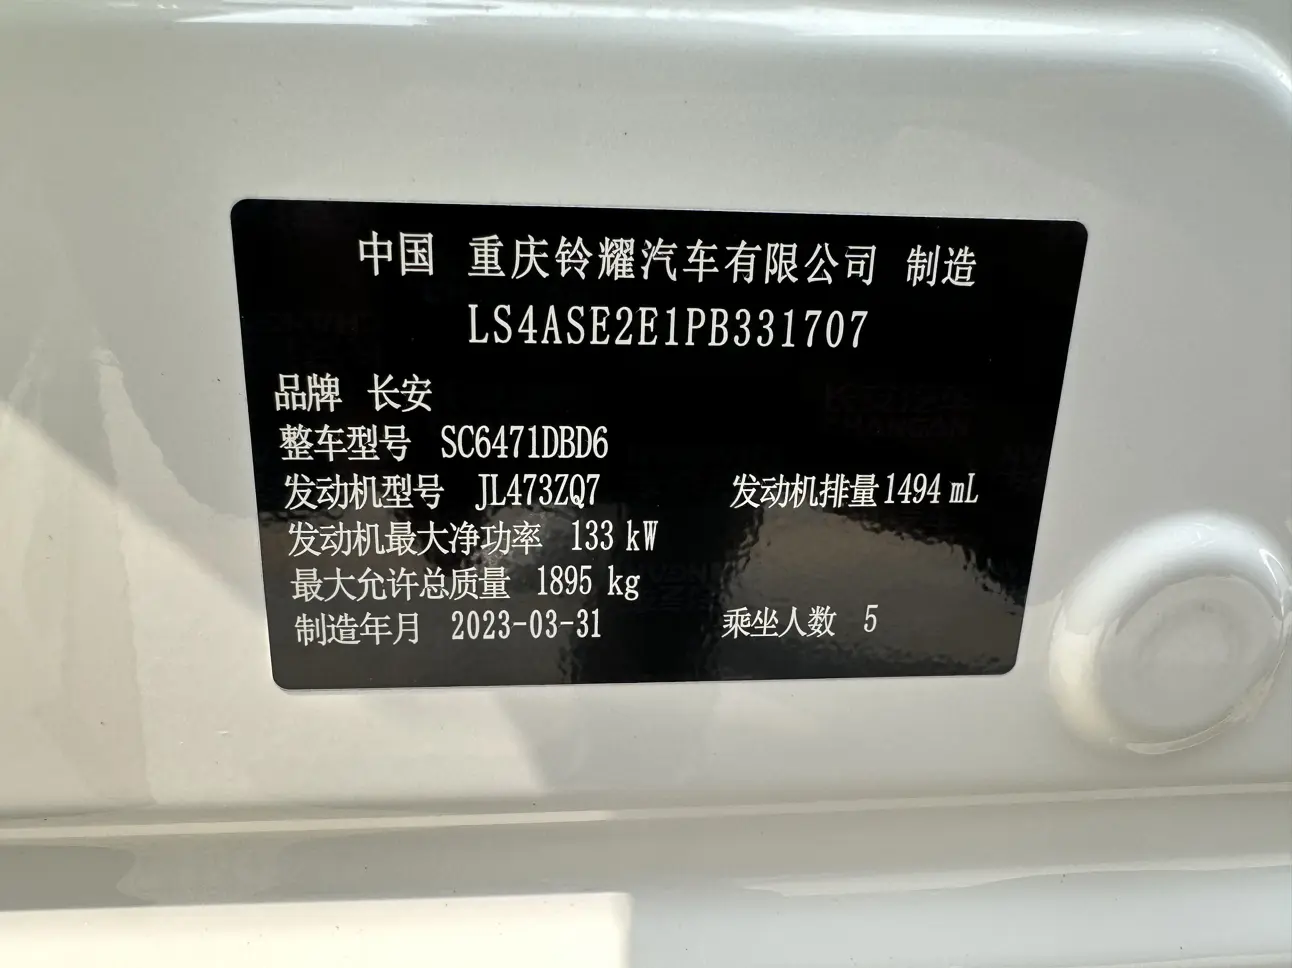 中国 重庆铃耀汽车有限公司 制造
LS4ASE2E1PB331707
品牌 长安
整车型号 SC6471DBD6
发动机型号 JL473ZQ7 发动机排量 1494 mL
发动机最大净功率 133 kW
最大允许总质量 1895 kg
制造年月 2023-03-31 乘坐人数 5